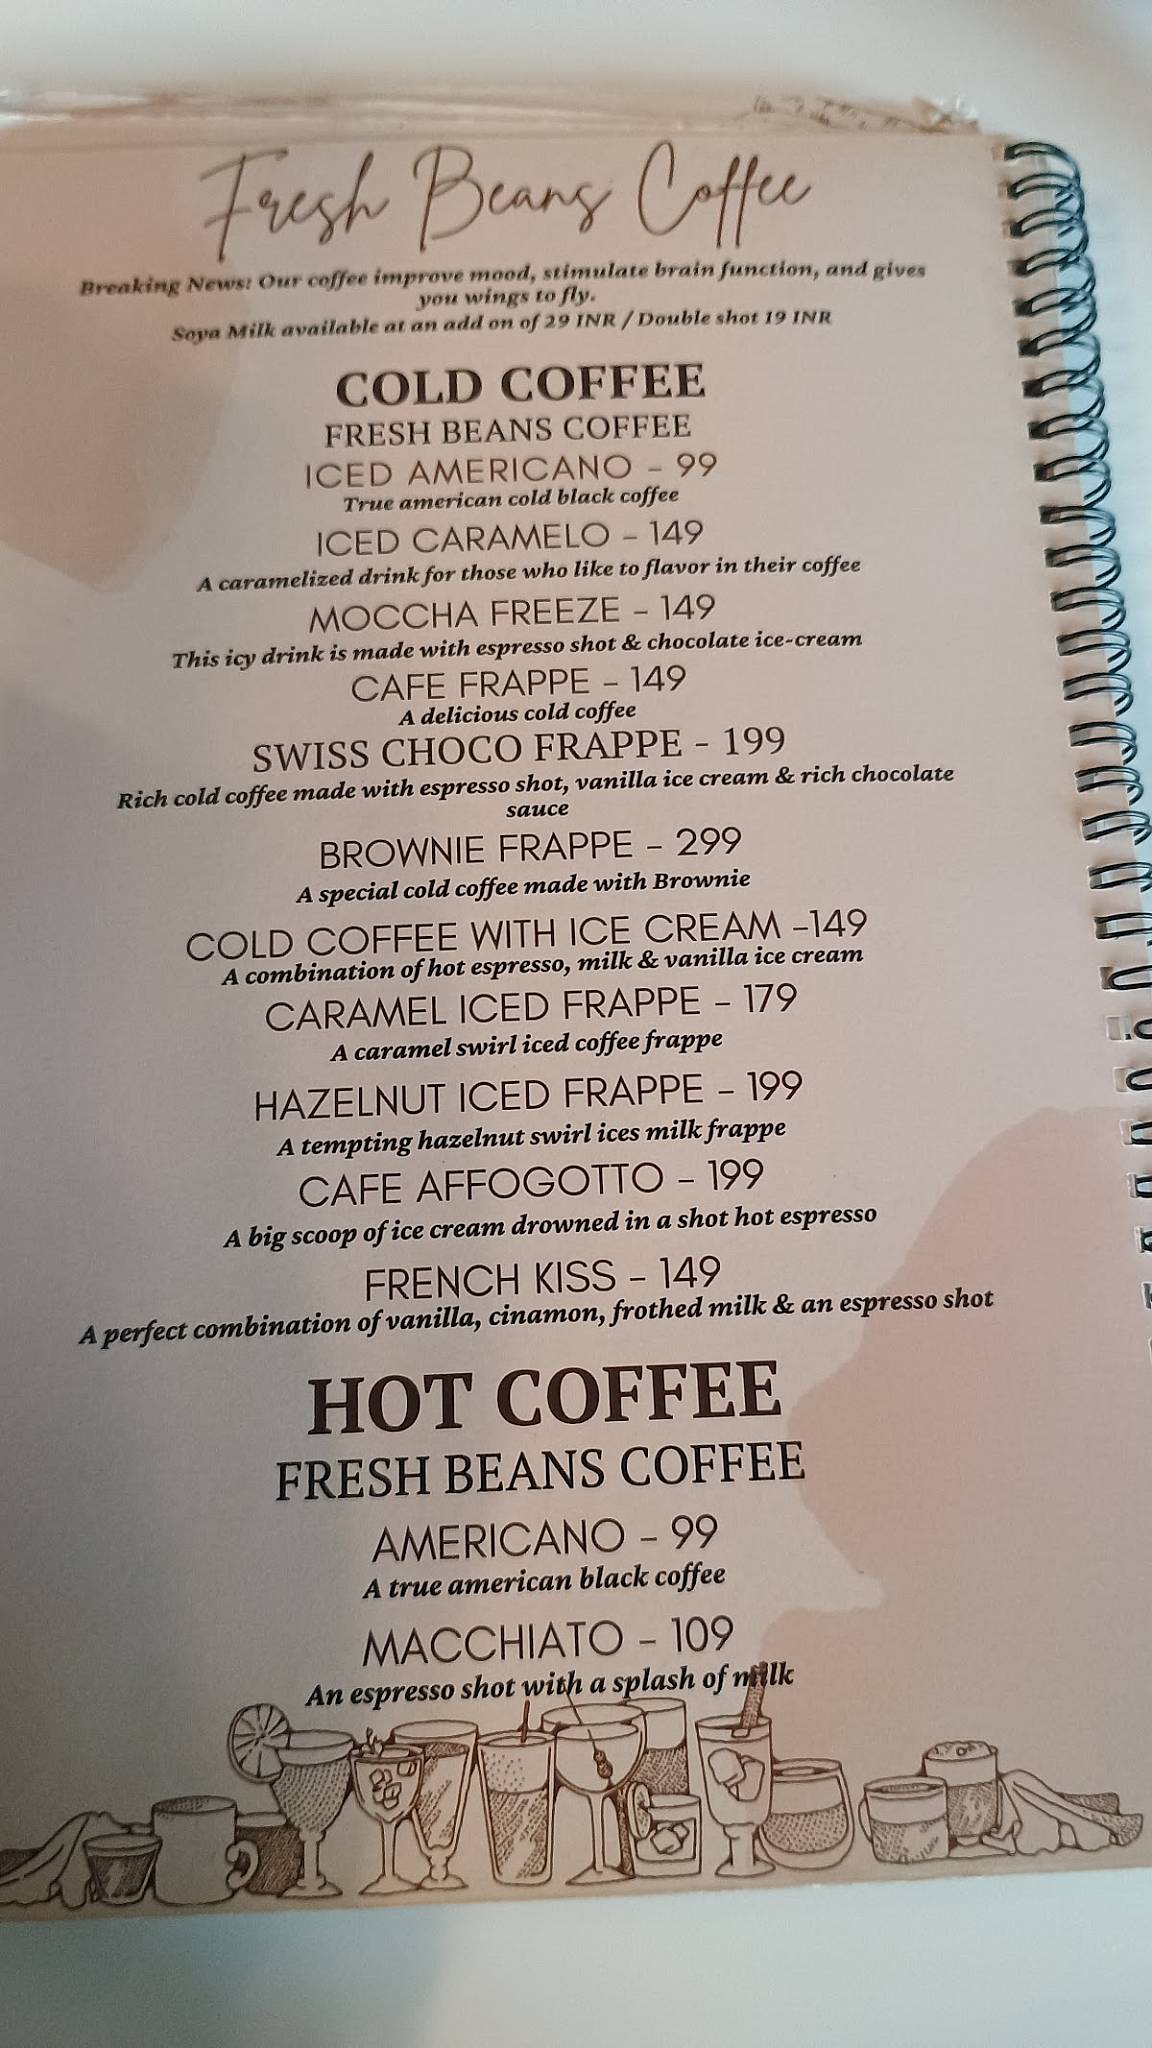 Fresh Beans Coffee
Breaking News: Our coffee improve mood, stimulate brain function, and gives
you wings to fly.
Soya Milk available at an add on of 29 INR / Double shot 19 INR
COLD COFFEE
FRESH BEANS COFFEE
ICED AMERICANO - 99
True american cold black coffee
ICED CARAMELO - 149
A caramelized drink for those who like to flavor in their coffee
MOCCHA FREEZE - 149
This icy drink is made with espresso shot & chocolate ice-cream
CAFE FRAPPE - 149
A delicious cold coffee
SWISS CHOCO FRAPPE - 199
Rich cold coffee made with espresso shot, vanilla ice cream & rich chocolate
sauce
BROWNIE FRAPPE - 299
A special cold coffee made with Brownie
COLD COFFEE WITH ICE CREAM -149
A combination of hot espresso, milk & vanilla ice cream
CARAMEL ICED FRAPPE - 179
A caramel swirl iced coffee frappe
HAZELNUT ICED FRAPPE - 199
A tempting hazelnut swirl ices milk frappe
CAFE AFFOGOTTO - 199
A big scoop of ice cream drowned in a shot hot espresso
FRENCH KISS - 149
A perfect combination of vanilla, cinamon, frothed milk & an espresso shot
HOT COFFEE
FRESH BEANS COFFEE
AMERICANO - 99
A true american black coffee
MACCHIATO - 109
An espresso shot with a splash of milk